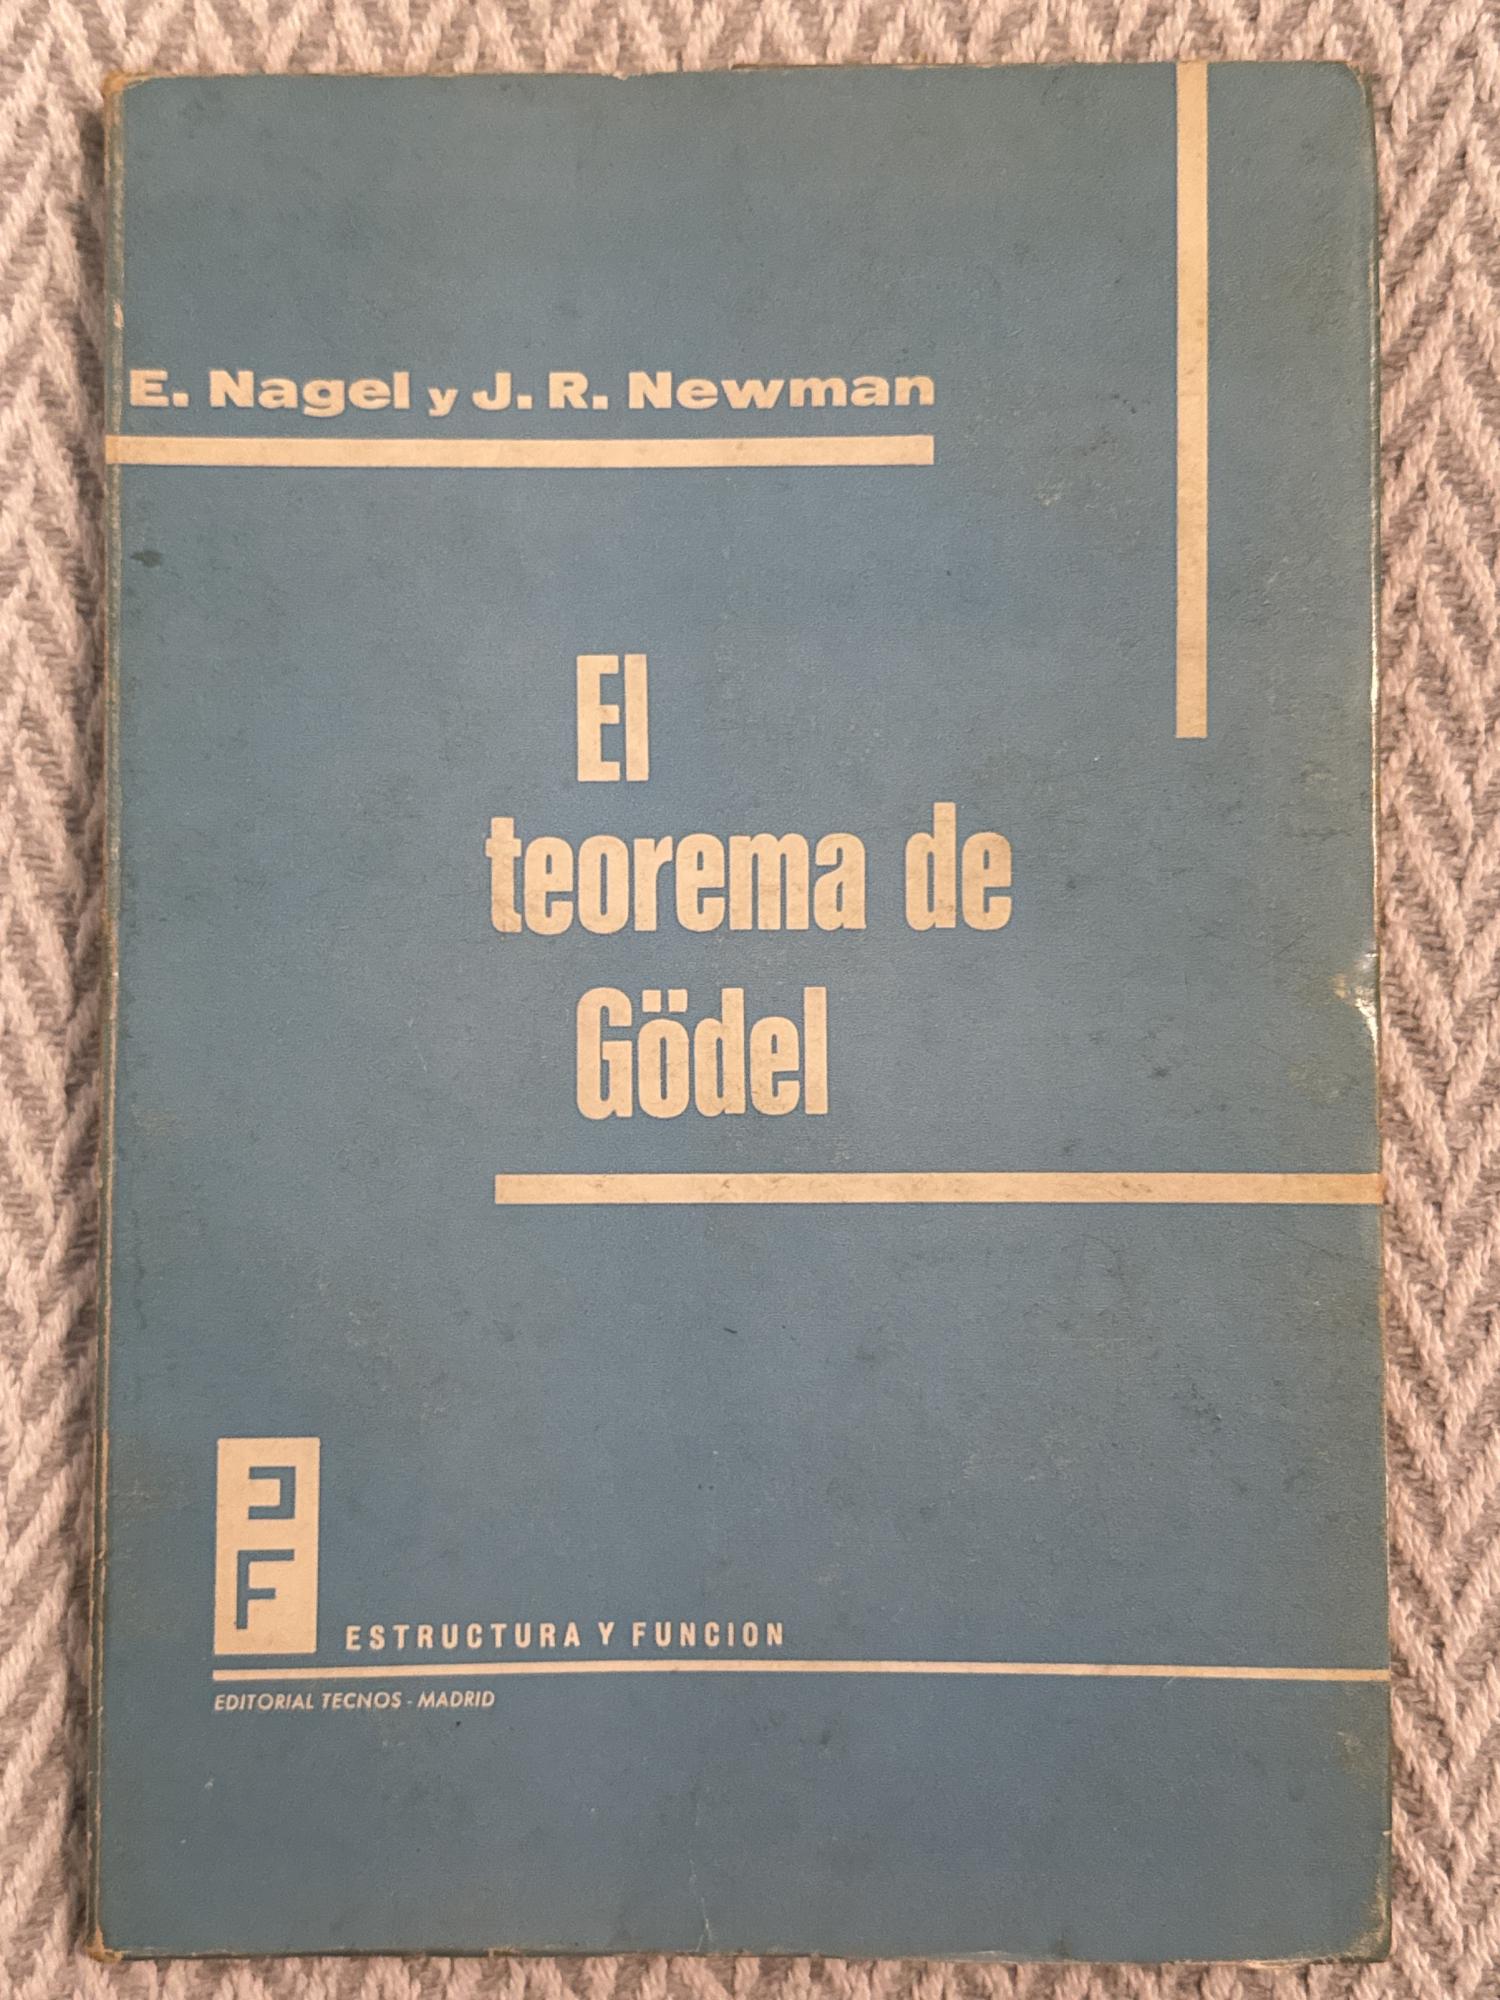 E. Nagel y J. R. Newman
El
teorema de
Gödel
EF
ESTRUCTURA Y FUNCION
EDITORIAL TECNOS - MADRID